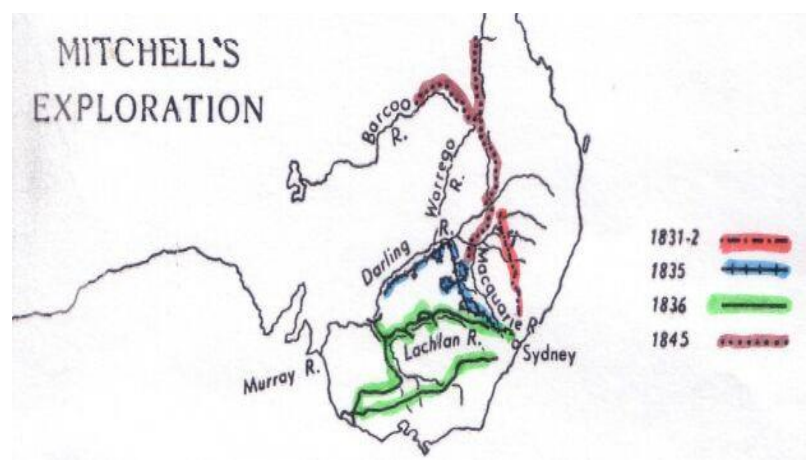 MITCHELL'S
EXPLORATION
Barcoo
R.
Warrego
R.
Darling
R.
Macquarie R.
Lachlan R.
Murray R.
Sydney
1831-2
1835
1836
1845